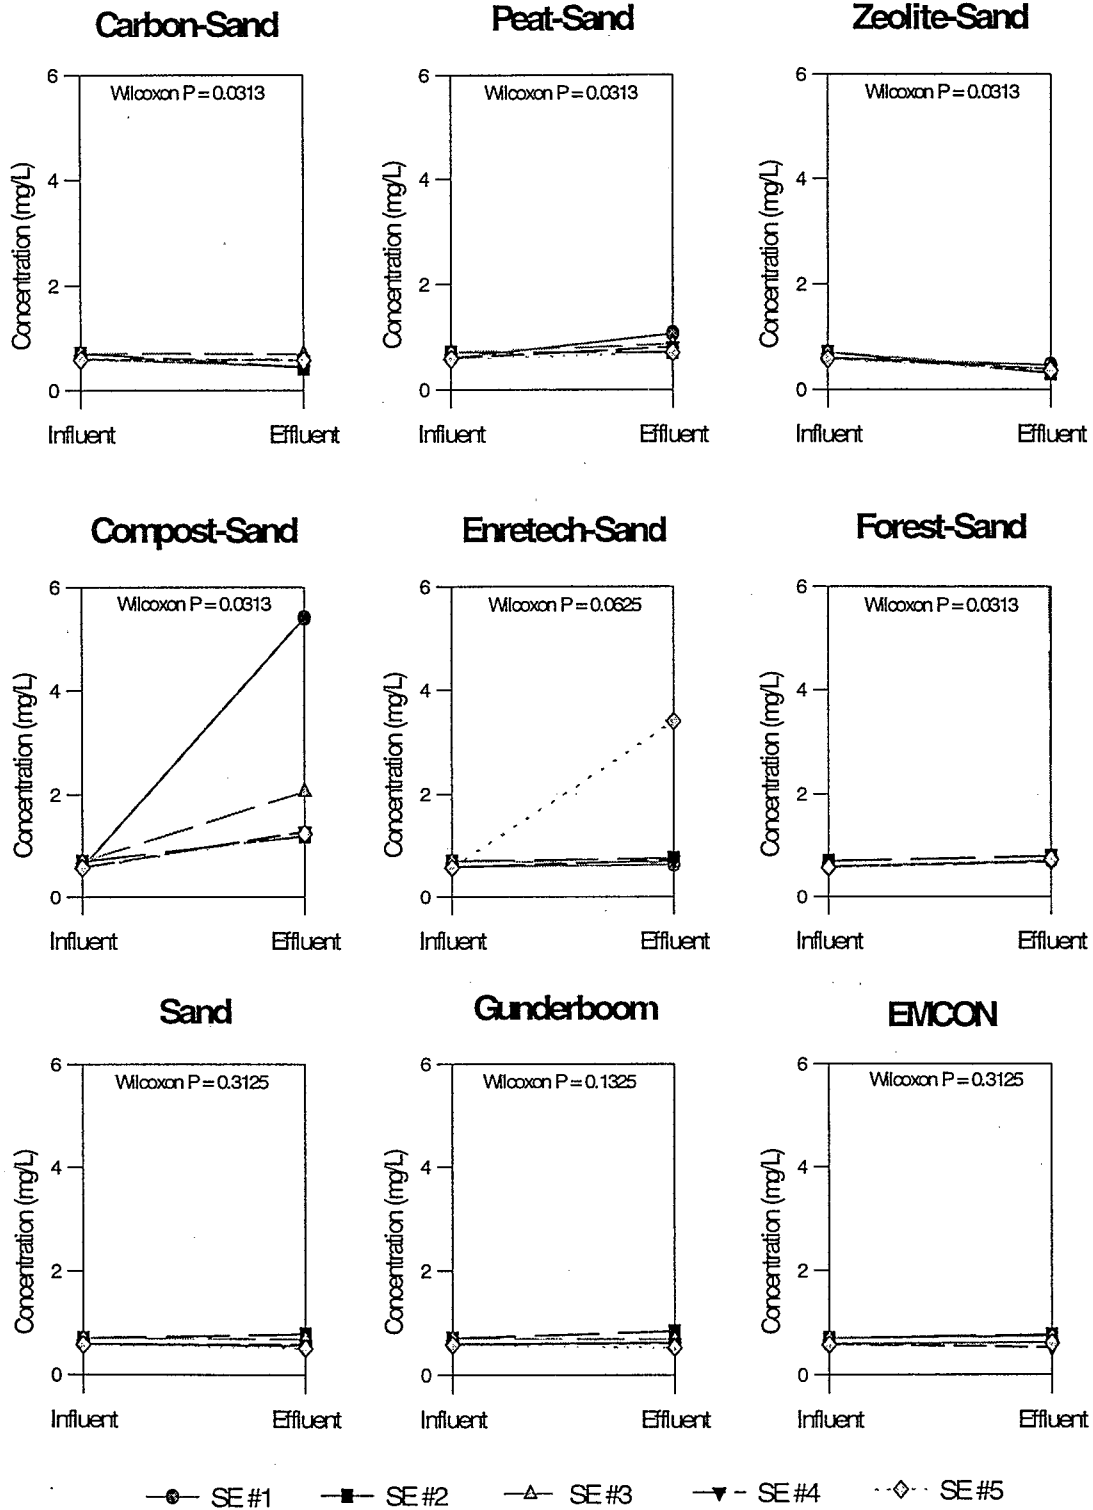 Carbon-Sand Peat-Sand Zeolite-Sand
6 Wilcoxon P = 0.0313 6 Wilcoxon P = 0.0313 6 Wilcoxon P = 0.0313
Concentration (mg/L) Concentration (mg/L) Concentration (mg/L)
4 4 4
2 2 2
0 0 0
Influent Effluent Influent Effluent Influent Effluent
Compost-Sand Enretech-Sand Forest-Sand
6 Wilcoxon P = 0.0313 6 Wilcoxon P = 0.0625 6 Wilcoxon P = 0.0313
Concentration (mg/L) Concentration (mg/L) Concentration (mg/L)
4 4 4
2 2 2
0 0 0
Influent Effluent Influent Effluent Influent Effluent
Sand Gunderboom EMCON
6 Wilcoxon P = 0.3125 6 Wilcoxon P = 0.1325 6 Wilcoxon P = 0.3125
Concentration (mg/L) Concentration (mg/L) Concentration (mg/L)
4 4 4
2 2 2
0 0 0
Influent Effluent Influent Effluent Influent Effluent
SE #1 SE #2 SE #3 SE #4 SE #5